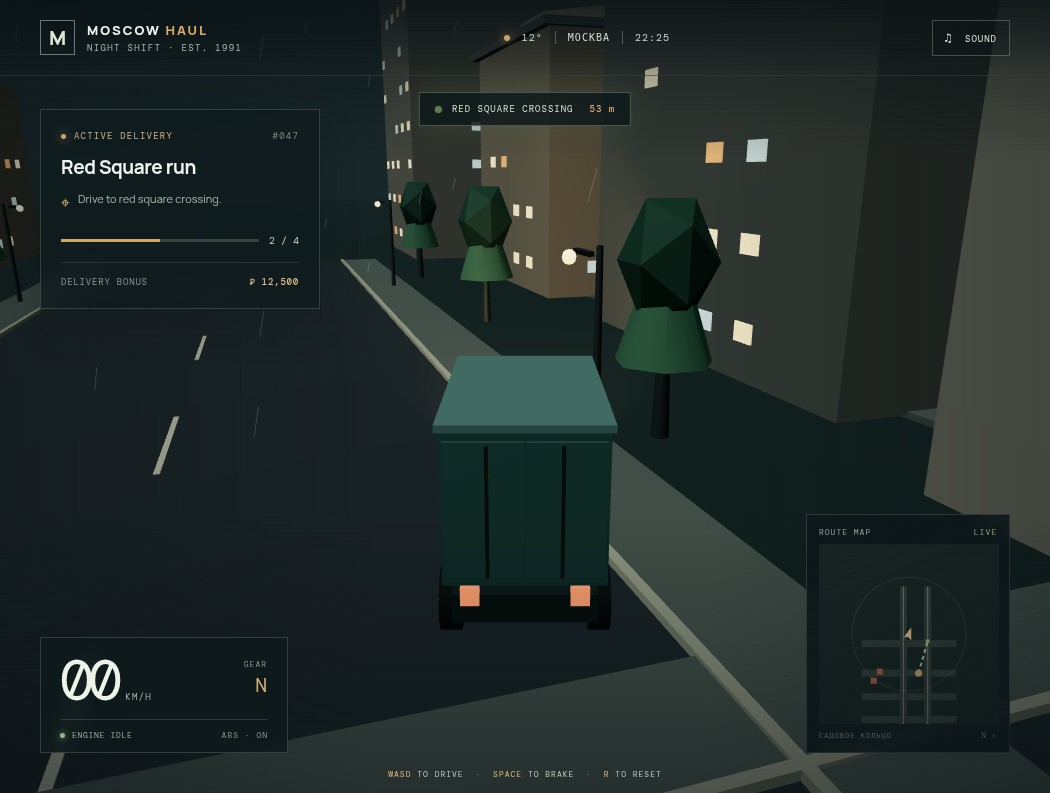 M
MOSCOW HAUL
NIGHT SHIFT · EST. 1991
12° | МОСКВА | 22:25
♫ SOUND
RED SQUARE CROSSING 53 m
ACTIVE DELIVERY #047
Red Square run
Drive to red square crossing.
2 / 4
DELIVERY BONUS ₽ 12,500
ROUTE MAP LIVE
САДОВОЕ КОЛЬЦО N ↑
00 KM/H
GEAR
N
ENGINE IDLE ABS · ON
WASD TO DRIVE · SPACE TO BRAKE · R TO RESET